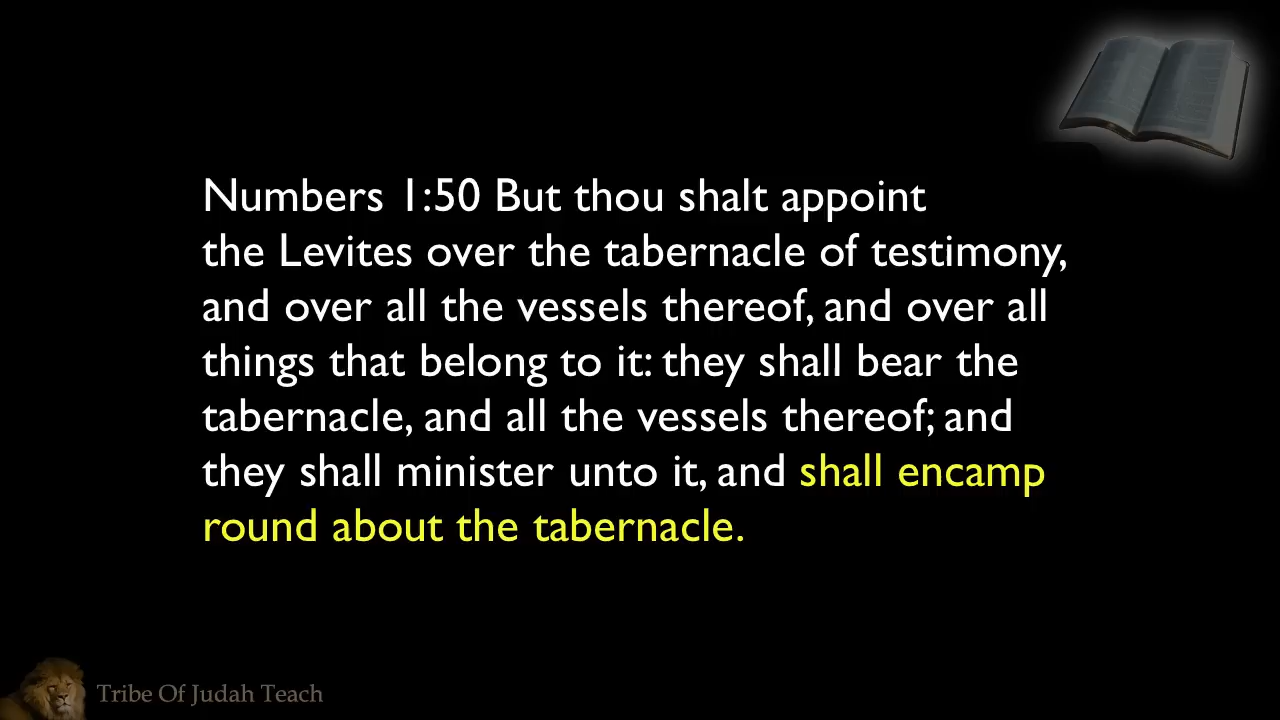 Numbers 1:50 But thou shalt appoint
the Levites over the tabernacle of testimony,
and over all the vessels thereof, and over all
things that belong to it: they shall bear the
tabernacle, and all the vessels thereof; and
they shall minister unto it, and shall encamp
round about the tabernacle.
Tribe Of Judah Teach